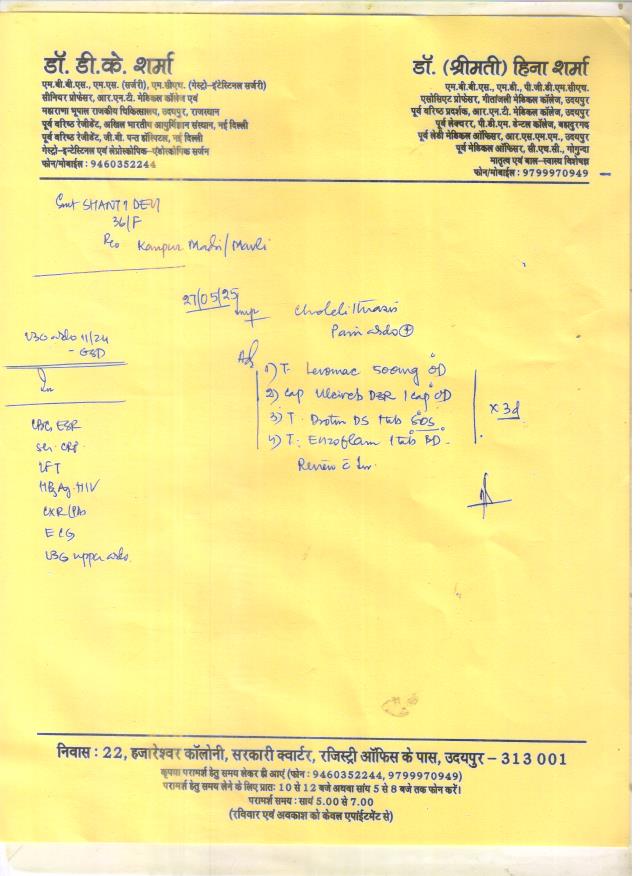 डॉ. डी.के. शर्मा
एम.बी.बी.एस., एम.एस. (सर्जरी), एम.सीएच. (गेस्ट्रो-इंटेस्टिनल सर्जरी)
सीनियर प्रोफेसर, आर.एन.टी. मेडिकल कॉलेज एवं
महाराणा भूपाल राजकीय चिकित्सालय, उदयपुर, राजस्थान
पूर्व वरिष्ठ रेजीडेंट, अखिल भारतीय आयुर्विज्ञान संस्थान, नई दिल्ली
पूर्व वरिष्ठ रेजीडेंट, जी.बी. पन्त हॉस्पिटल, नई दिल्ली
गेस्ट्रो-इन्टेस्टिनल एवं लेप्रोस्कोपिक-एंडोस्कोपिक सर्जन
फोन/मोबाईल : 9460352244
डॉ. (श्रीमती) हिना शर्मा
एम.बी.बी.एस., एम.डी., पी.जी.डी.एम.सीएच.
एसोसिएट प्रोफेसर, गीतांजली मेडिकल कॉलेज, उदयपुर
पूर्व वरिष्ठ प्रदर्शक, आर.एन.टी. मेडिकल कॉलेज, उदयपुर
पूर्व लेक्चरर, पी.डी.एम. डेन्टल कॉलेज, बहादुरगढ़
पूर्व लेडी मेडिकल ऑफिसर, आर.एस.एम.एम., उदयपुर
पूर्व मेडिकल ऑफिसर, सी.एच.सी., गोगुन्दा
मातृत्व एवं बाल-स्वास्थ्य विशेषज्ञ
फोन/मोबाईल : 9799970949
Smt SHANTI DEVI
36/F
R/o Kanpur Madri/Mavli
27/05/25
Imp Cholelithiasis
Pain abdo ⊕
USG abdo 11/24
- GSD
Inv
CBC, ESR
Ser. CRP
LFT
HBsAg. HIV
CXR (PA)
ECG
USG upper abdo.
Adv
1) T. Levomac 500mg OD
2) Cap DSR 1 cap OD
3) T. Drotin DS 1 tab SOS
4) T. Enzoflam 1 tab BD.
x 3d
Review c Inv.
निवास : 22, हजारेश्वर कॉलोनी, सरकारी क्वार्टर, रजिस्ट्री ऑफिस के पास, उदयपुर – 313 001
कृपया परामर्श हेतु समय लेकर ही आएं (फोन : 9460352244, 9799970949)
परामर्श हेतु समय लेने के लिए प्रातः 10 से 12 बजे अथवा सायं 5 से 8 बजे तक फोन करें।
परामर्श समय : सायं 5.00 से 7.00
(रविवार एवं अवकाश को केवल एपाईंटमेंट से)